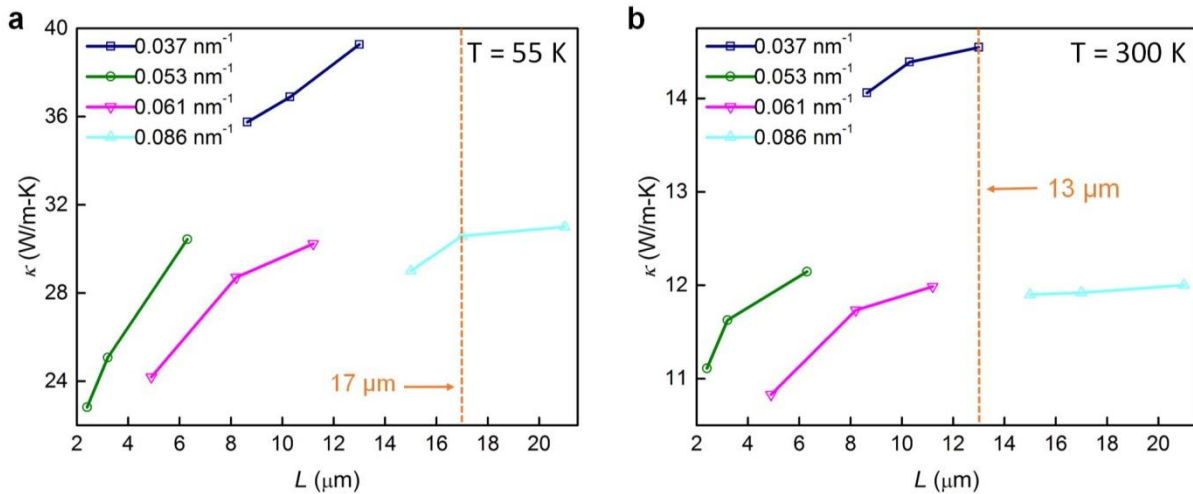 a
T = 55 K
0.037 nm⁻¹
0.053 nm⁻¹
0.061 nm⁻¹
0.086 nm⁻¹
40
36
32
28
24
κ (W/m-K)
17 μm
2 4 6 8 10 12 14 16 18 20
L (μm)
b
T = 300 K
0.037 nm⁻¹
0.053 nm⁻¹
0.061 nm⁻¹
0.086 nm⁻¹
14
13
12
11
κ (W/m-K)
13 μm
2 4 6 8 10 12 14 16 18 20
L (μm)